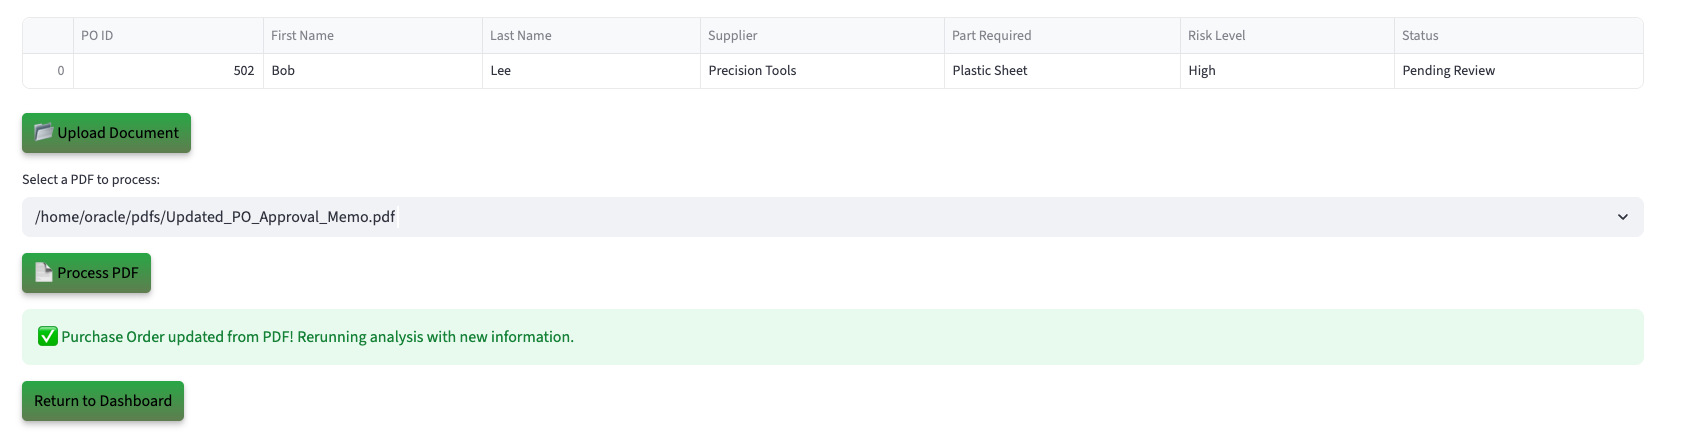 PO ID First Name Last Name Supplier Part Required Risk Level Status
0 502 Bob Lee Precision Tools Plastic Sheet High Pending Review
Upload Document
Select a PDF to process:
/home/oracle/pdfs/Updated_PO_Approval_Memo.pdf
Process PDF
Purchase Order updated from PDF! Rerunning analysis with new information.
Return to Dashboard